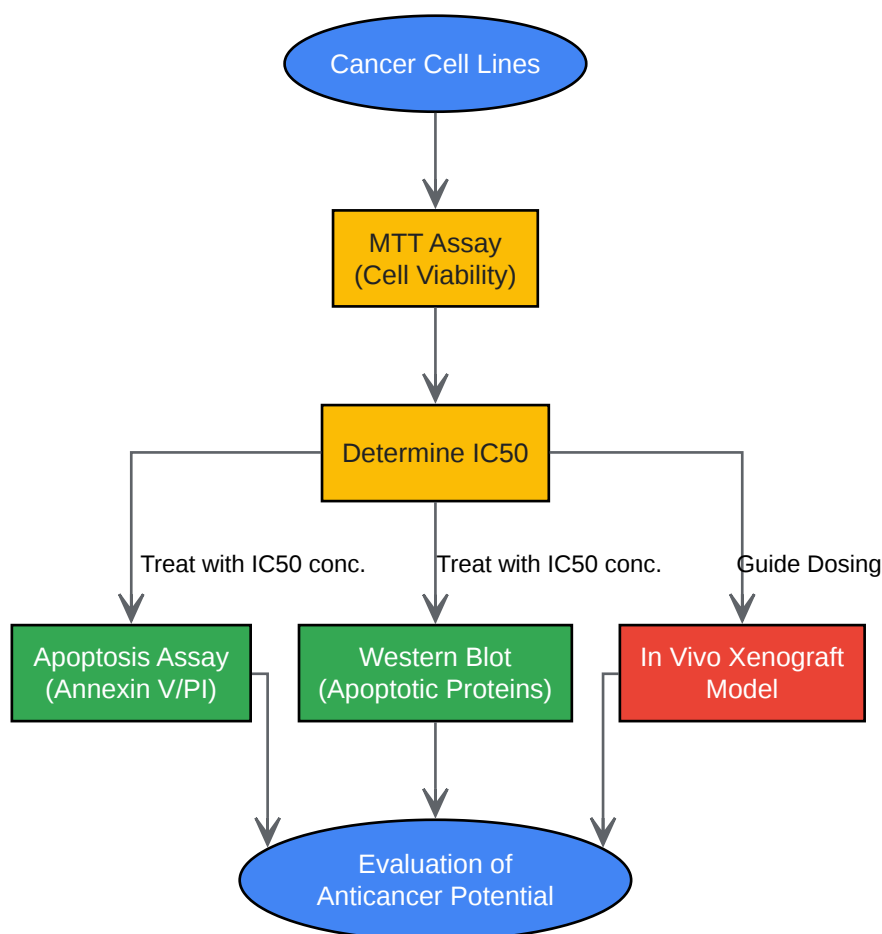 Cancer Cell Lines
MTT Assay
(Cell Viability)
Determine IC50
Treat with IC50 conc.
Treat with IC50 conc.
Guide Dosing
Apoptosis Assay
(Annexin V/PI)
Western Blot
(Apoptotic Proteins)
In Vivo Xenograft
Model
Evaluation of
Anticancer Potential